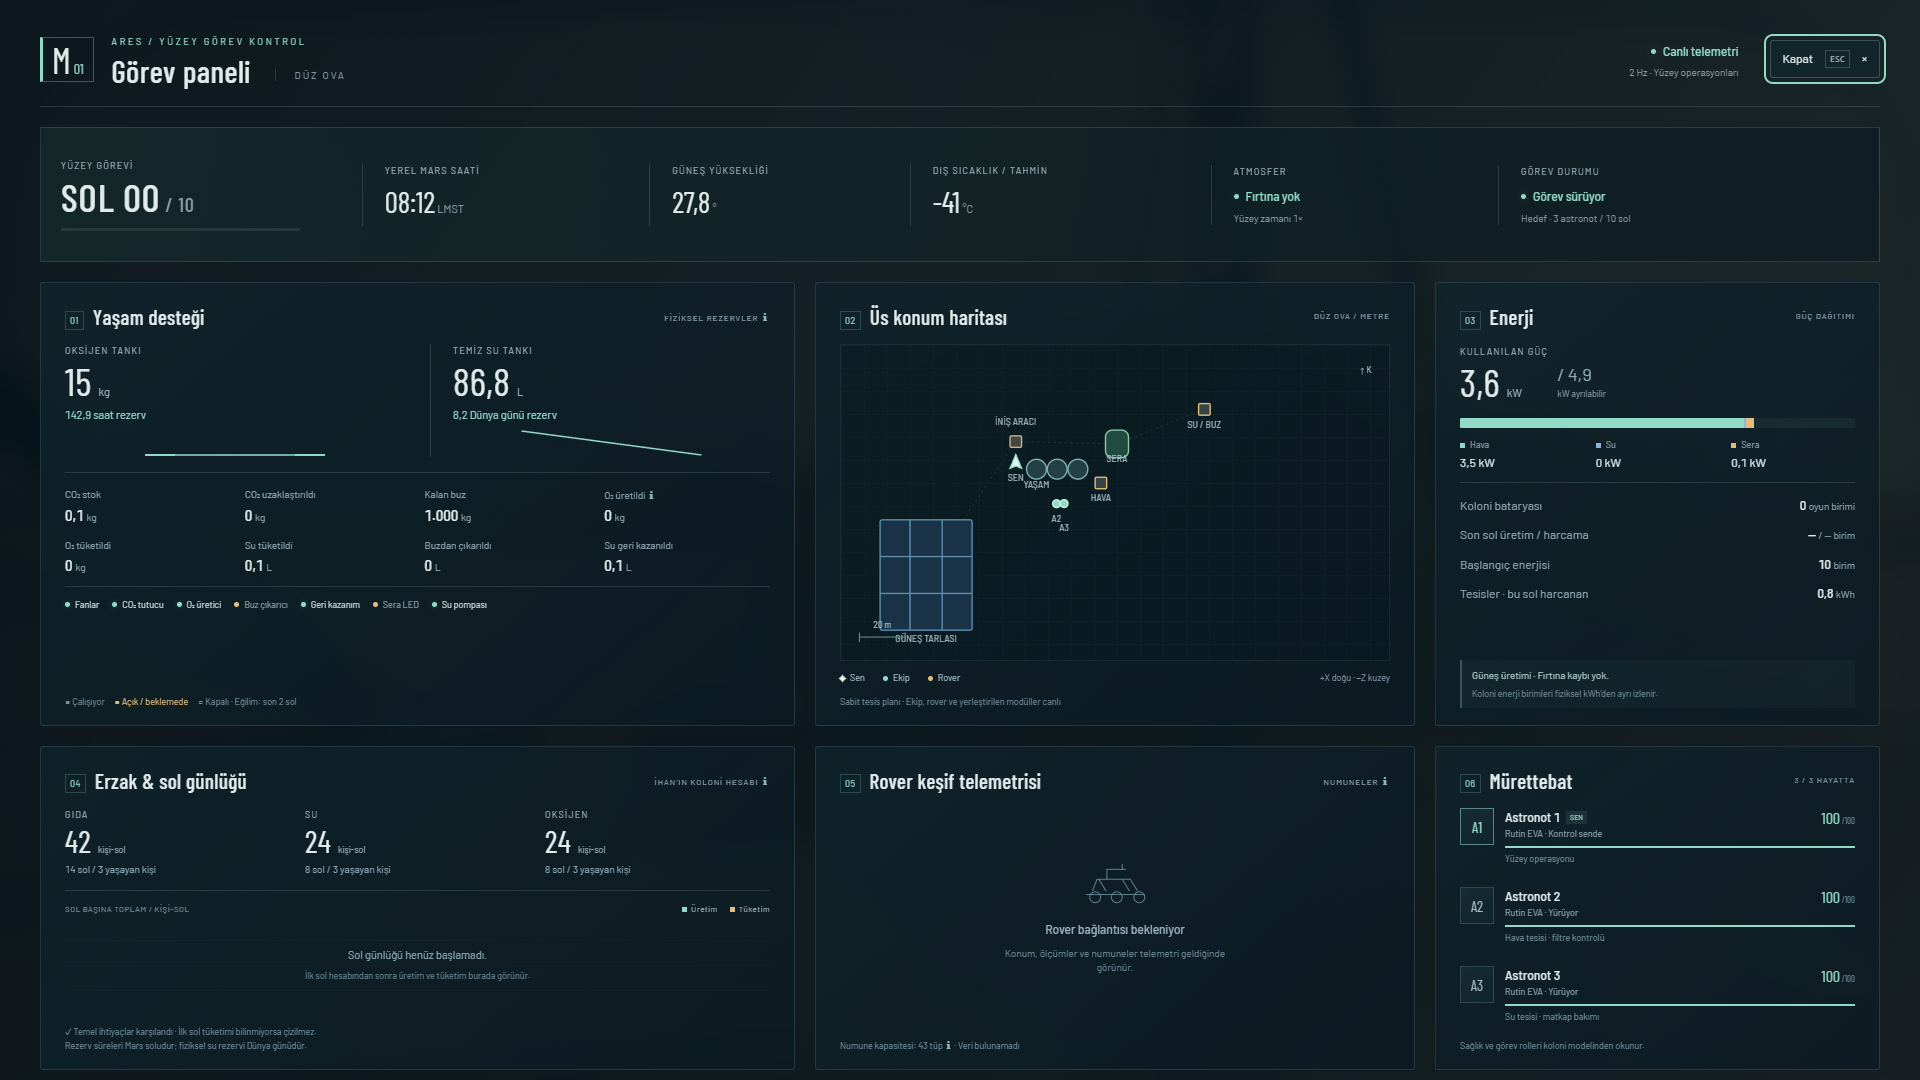 M 01
ARES / YÜZEY GÖREV KONTROL
Görev paneli
DÜZ OVA
Canlı telemetri
2 Hz · Yüzey operasyonları
Kapat ESC ×
YÜZEY GÖREVİ
SOL 00 / 10
YEREL MARS SAATİ
08:12 LMST
GÜNEŞ YÜKSEKLİĞİ
27,8 °
DIŞ SICAKLIK / TAHMİN
−41 °C
ATMOSFER
Fırtına yok
Yüzey zamanı 1×
GÖREV DURUMU
Görev sürüyor
Hedef · 3 astronot / 10 sol
01 Yaşam desteği
FİZİKSEL REZERVLER ℹ
OKSİJEN TANKI
15 kg
142,9 saat rezerv
TEMİZ SU TANKI
86,8 L
8,2 Dünya günü rezerv
CO₂ stok
0,1 kg
CO₂ uzaklaştırıldı
0 kg
Kalan buz
1.000 kg
O₂ üretildi ℹ
0 kg
O₂ tüketildi
0 kg
Su tüketildi
0,1 L
Buzdan çıkarıldı
0 L
Su geri kazanıldı
0,1 L
Fanlar CO₂ tutucu O₂ üretici Buz çıkarıcı Geri kazanım Sera LED Su pompası
Çalışıyor Açık / beklemede Kapalı · Eğilim: son 2 sol
02 Üs konum haritası
DÜZ OVA / METRE
↑ K
İNİŞ ARACI
SU / BUZ
SERA
SEN
YAŞAM
HAVA
A2
A3
20 m
GÜNEŞ TARLASI
Sen Ekip Rover
+X doğu · −Z kuzey
Sabit tesis planı · Ekip, rover ve yerleştirilen modüller canlı
03 Enerji
GÜÇ DAĞITIMI
KULLANILAN GÜÇ
3,6 kW
/ 4,9
kW ayrılabilir
Hava
3,5 kW
Su
0 kW
Sera
0,1 kW
Koloni bataryası
0 oyun birimi
Son sol üretim / harcama
— / — birim
Başlangıç enerjisi
10 birim
Tesisler · bu sol harcanan
0,8 kWh
Güneş üretimi · Fırtına kaybı yok.
Koloni enerji birimleri fiziksel kWh'den ayrı izlenir.
04 Erzak & sol günlüğü
İHAN'IN KOLONİ HESABI ℹ
GIDA
42 kişi-sol
14 sol / 3 yaşayan kişi
SU
24 kişi-sol
8 sol / 3 yaşayan kişi
OKSİJEN
24 kişi-sol
8 sol / 3 yaşayan kişi
SOL BAŞINA TOPLAM / KİŞİ-SOL
Üretim Tüketim
Sol günlüğü henüz başlamadı.
İlk sol hesabından sonra üretim ve tüketim burada görünür.
✓ Temel ihtiyaçlar karşılandı · İlk sol tüketimi bilinmiyorsa çizilmez.
Rezerv süreleri Mars soludur; fiziksel su rezervi Dünya günüdür.
05 Rover keşif telemetrisi
NUMUNELER ℹ
Rover bağlantısı bekleniyor
Konum, ölçümler ve numuneler telemetri geldiğinde
görünür.
Numune kapasitesi: 43 tüp ℹ · Veri bulunamadı
06 Mürettebat
3 / 3 HAYATTA
A1
Astronot 1 SEN
100 /100
Rutin EVA · Kontrol sende
Yüzey operasyonu
A2
Astronot 2
100 /100
Rutin EVA · Yürüyor
Hava tesisi · filtre kontrolü
A3
Astronot 3
100 /100
Rutin EVA · Yürüyor
Su tesisi · matkap bakımı
Sağlık ve görev rolleri koloni modelinden okunur.